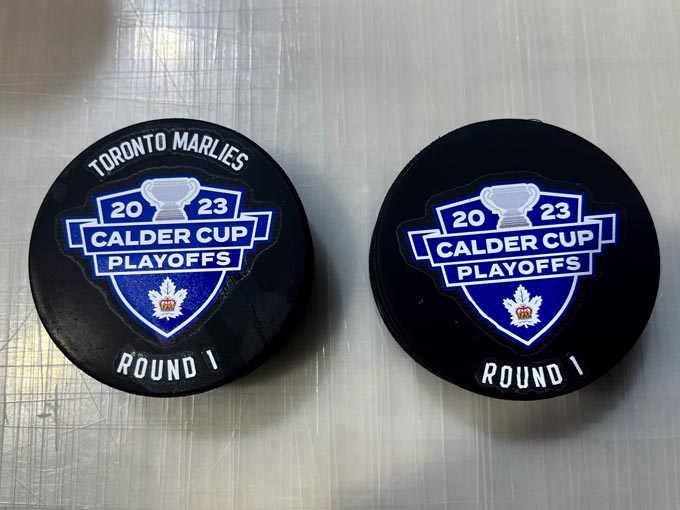 TORONTO MARLIES
20 23
CALDER CUP
PLAYOFFS
ROUND 1
20 23
CALDER CUP
PLAYOFFS
ROUND 1